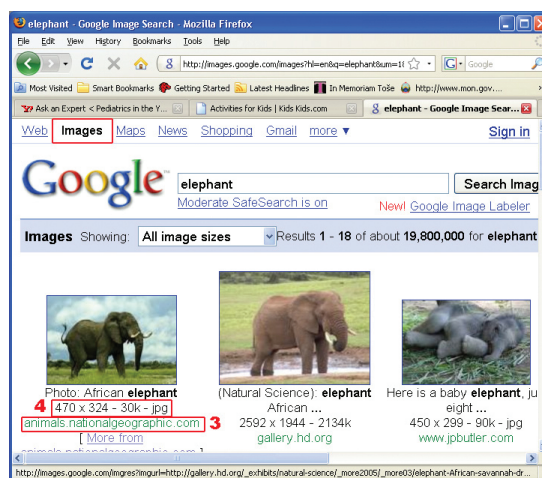 elephant - Google Image Search - Mozilla Firefox
File Edit View History Bookmarks Tools Help
http://images.google.com/images?hl=en&q=elephant&um=1& G Google
Most Visited Smart Bookmarks Getting Started Latest Headlines In Memoriam Toše http://www.mon.gov....
Ask an Expert < Pediatrics in the Y... Activities for Kids | Kids Kids.com elephant - Google Image Sear...
Web Images Maps News Shopping Gmail more ▼ Sign in
Google™ elephant Search Imag
Moderate SafeSearch is on New! Google Image Labeler
Images Showing: All image sizes Results 1 - 18 of about 19,800,000 for elephant
Photo: African elephant
4 470 x 324 - 30k - jpg
animals.nationalgeographic.com 3
[ More from
animals.nationalgeographic.com ]
(Natural Science): elephant
African ...
2592 x 1944 - 2134k
gallery.hd.org
Here is a baby elephant, ju
eight ...
450 x 299 - 90k - jpg
www.jpbutler.com
http://images.google.com/imgres?imgurl=http://gallery.hd.org/_exhibits/natural-science/_more2005/_more03/elephant-African-savannah-dr...